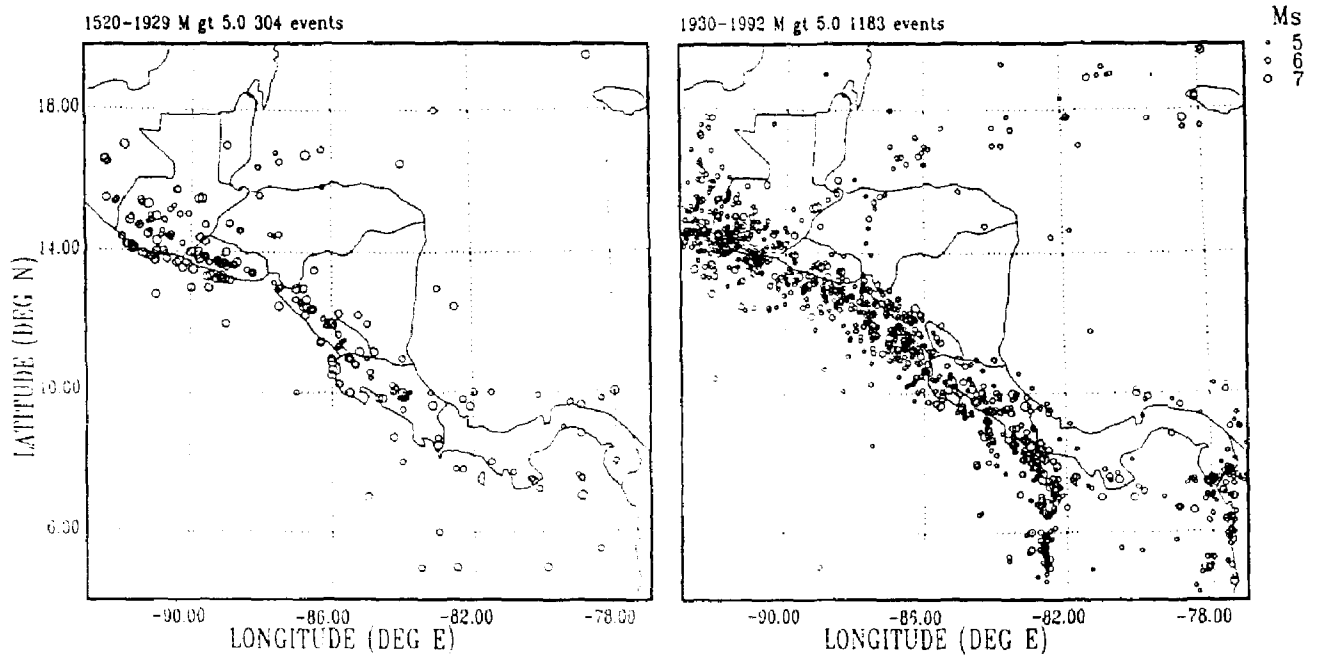 1520-1929 M gt 5.0 304 events
1930-1992 M gt 5.0 1183 events
Ms
5
6
7
18.00
14.00
10.00
6.00
LATITUDE (DEG N)
-90.00 -86.00 -82.00 -78.00
LONGITUDE (DEG E)
-90.00 -86.00 -82.00 -78.00
LONGITUDE (DEG E)